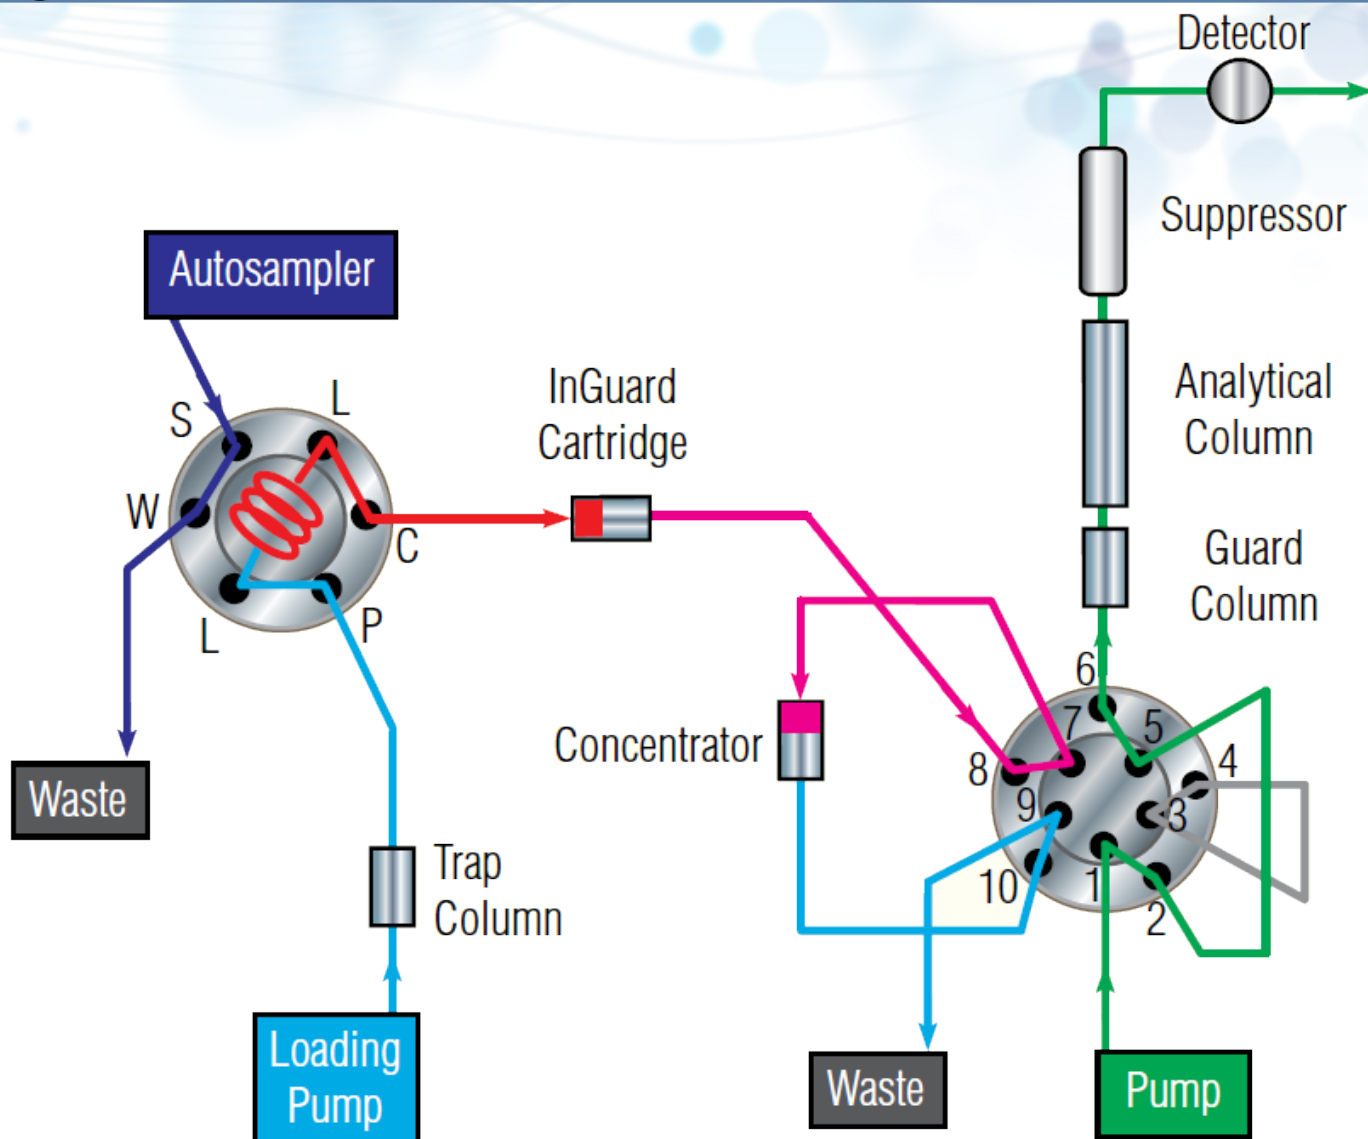 Detector
Suppressor
Autosampler
Analytical
Column
InGuard
Cartridge
L
S
W
C
L
P
Guard
Column
6
7
5
4
8
9
3
10
1
2
Concentrator
Waste
Trap
Column
Loading
Pump
Waste
Pump